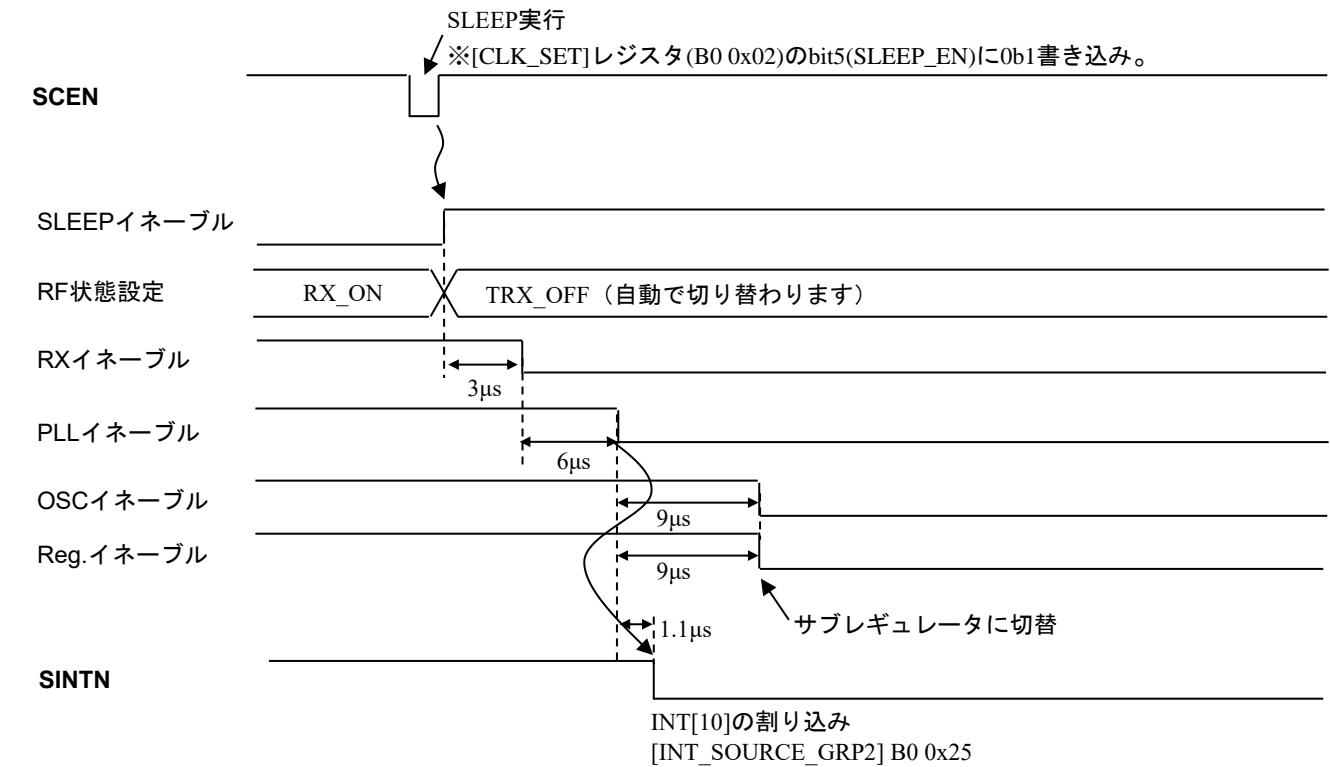 SLEEP実行
※[CLK_SET]レジスタ(B0 0x02)のbit5(SLEEP_EN)に0b1書き込み。
SCEN
SLEEPイネーブル
RF状態設定
RX_ON
TRX_OFF（自動で切り替わります）
RXイネーブル
3μs
PLLイネーブル
6μs
OSCイネーブル
9μs
Reg.イネーブル
9μs
1.1μs
サブレギュレータに切替
SINTN
INT[10]の割り込み
[INT_SOURCE_GRP2] B0 0x25